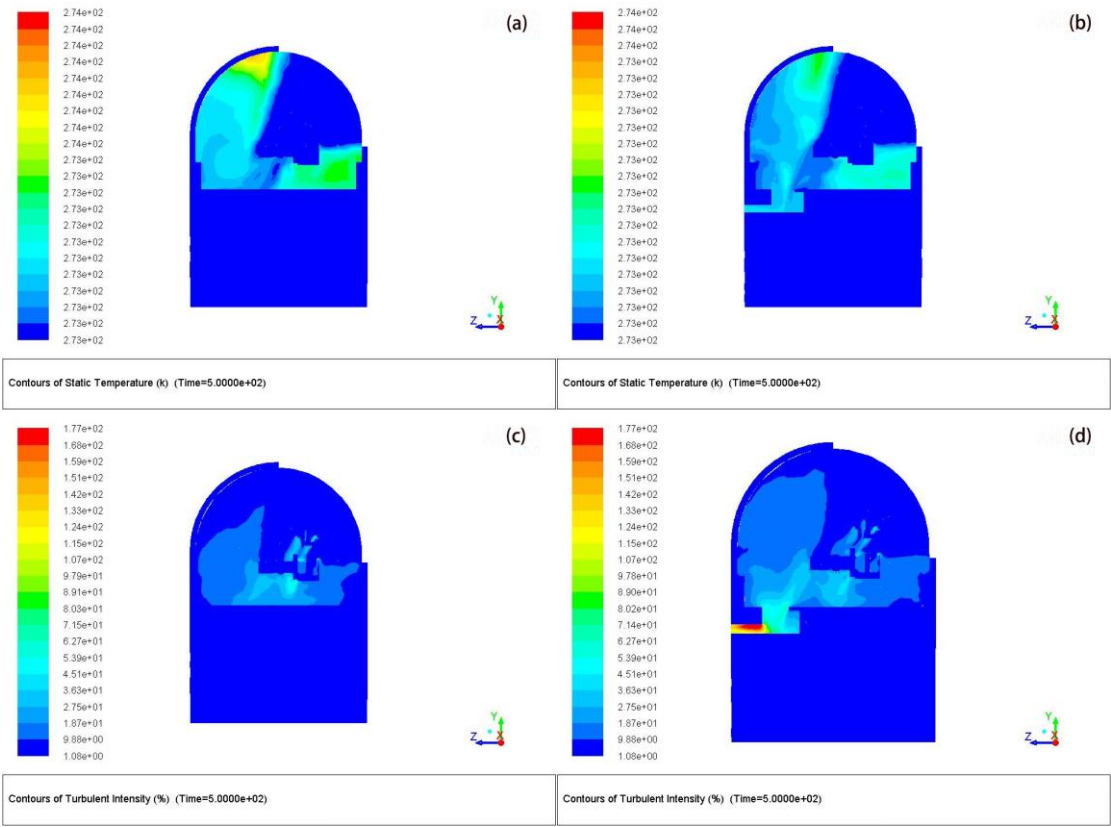 (a)
2.74e+02
2.74e+02
2.74e+02
2.74e+02
2.74e+02
2.74e+02
2.74e+02
2.73e+02
2.73e+02
2.73e+02
2.73e+02
2.73e+02
2.73e+02
2.73e+02
2.73e+02
2.73e+02
2.73e+02
2.73e+02
2.73e+02
2.73e+02
2.73e+02
Y
Z
X
Contours of Static Temperature (k) (Time=5.0000e+02)
(b)
2.74e+02
2.74e+02
2.74e+02
2.74e+02
2.74e+02
2.74e+02
2.74e+02
2.73e+02
2.73e+02
2.73e+02
2.73e+02
2.73e+02
2.73e+02
2.73e+02
2.73e+02
2.73e+02
2.73e+02
2.73e+02
2.73e+02
2.73e+02
2.73e+02
Y
Z
X
Contours of Static Temperature (k) (Time=5.0000e+02)
(c)
1.77e+02
1.68e+02
1.59e+02
1.51e+02
1.42e+02
1.33e+02
1.24e+02
1.15e+02
1.07e+02
9.79e+01
8.91e+01
8.03e+01
7.15e+01
6.27e+01
5.39e+01
4.51e+01
3.63e+01
2.75e+01
1.87e+01
9.88e+00
1.08e+00
Y
Z
X
Contours of Turbulent Intensity (%) (Time=5.0000e+02)
(d)
1.77e+02
1.68e+02
1.59e+02
1.51e+02
1.42e+02
1.33e+02
1.24e+02
1.15e+02
1.07e+02
9.78e+01
8.90e+01
8.02e+01
7.14e+01
6.27e+01
5.39e+01
4.51e+01
3.63e+01
2.75e+01
1.87e+01
9.88e+00
1.08e+00
Y
Z
X
Contours of Turbulent Intensity (%) (Time=5.0000e+02)